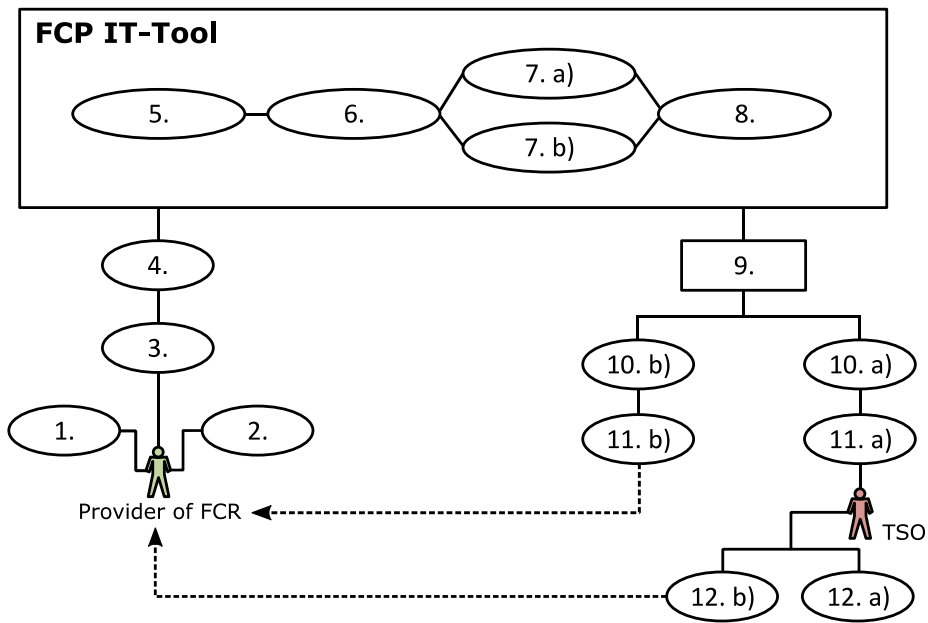 FCP IT-Tool
7. a)
5.
6.
8.
7. b)
4.
9.
3.
10. b)
10. a)
1.
2.
11. b)
11. a)
Provider of FCR
TSO
12. b)
12. a)